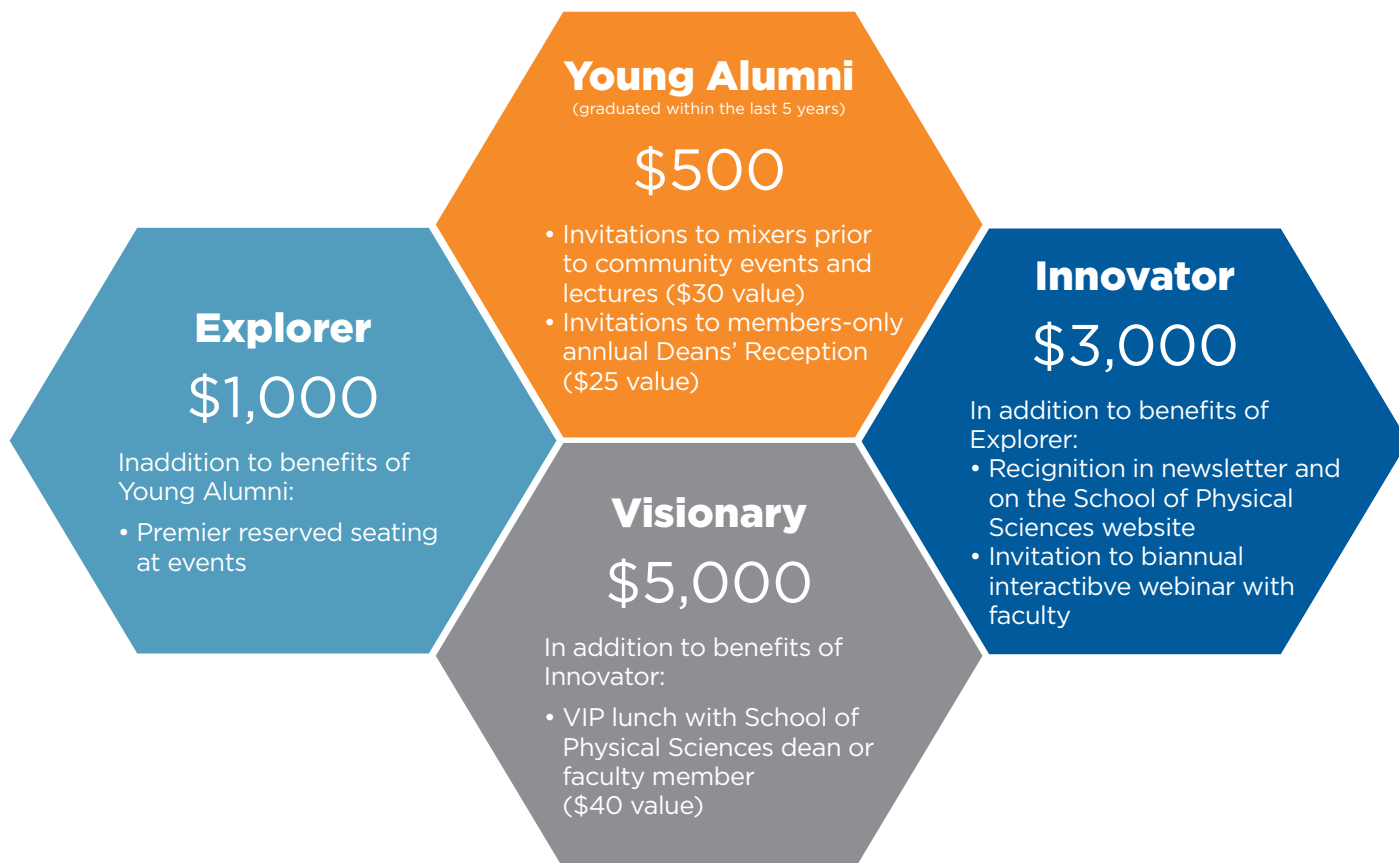 Young Alumni
(graduated within the last 5 years)
$500
• Invitations to mixers prior
to community events and
lectures ($30 value)
• Invitations to members-only
annlual Deans’ Reception
($25 value)
Explorer
$1,000
Inaddition to benefits of
Young Alumni:
• Premier reserved seating
at events
Innovator
$3,000
In addition to benefits of
Explorer:
• Recignition in newsletter and
on the School of Physical
Sciences website
• Invitation to biannual
interactibve webinar with
faculty
Visionary
$5,000
In addition to benefits of
Innovator:
• VIP lunch with School of
Physical Sciences dean or
faculty member
($40 value)